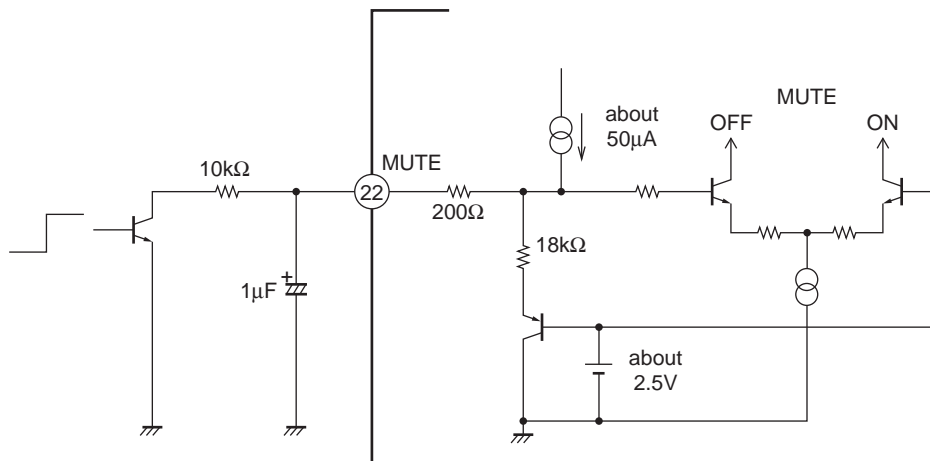 about
50μA
MUTE
OFF
ON
10kΩ
MUTE
22
200Ω
18kΩ
+
1μF
about
2.5V